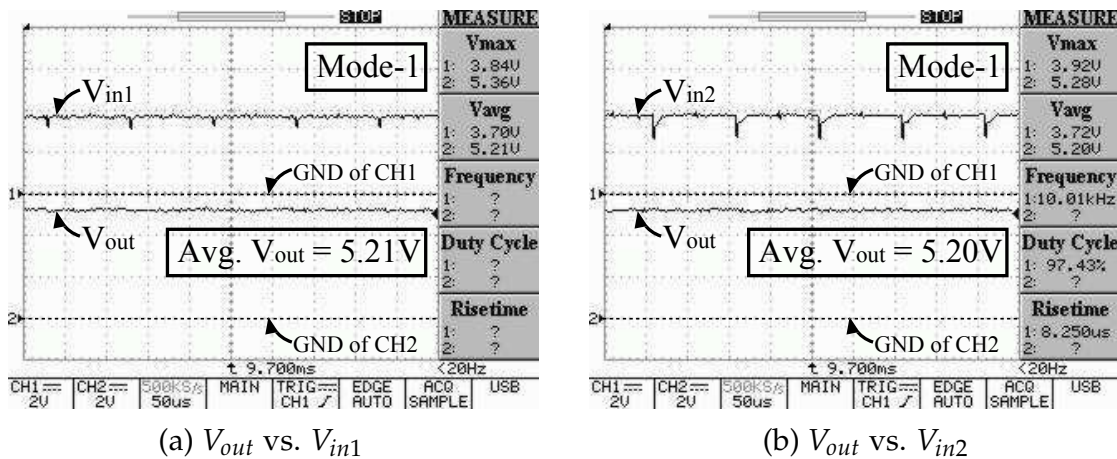 STOP
MEASURE
Vmax
1: 3.84V
2: 5.36V
Vavg
1: 3.70V
2: 5.21V
Frequency
1: ?
2: ?
Duty Cycle
1: ?
2: ?
Risetime
1: ?
2: ?
Mode-1
Vin1
GND of CH1
1
Vout
Avg. Vout = 5.21V
2
GND of CH2
9.700ms
<20Hz
CH1 CH2 500KS/s MAIN TRIG EDGE ACQ USB
2V 2V 50us CH1 AUTO SAMPLE
(a) Vout vs. Vin1
STOP
MEASURE
Vmax
1: 3.92V
2: 5.28V
Vavg
1: 3.72V
2: 5.20V
Frequency
1:10.01kHz
2: ?
Duty Cycle
1: 97.43%
2: ?
Risetime
1:8.250us
2: ?
Mode-1
Vin2
GND of CH1
1
Vout
Avg. Vout = 5.20V
2
GND of CH2
9.700ms
<20Hz
CH1 CH2 500KS/s MAIN TRIG EDGE ACQ USB
2V 2V 50us CH1 AUTO SAMPLE
(b) Vout vs. Vin2